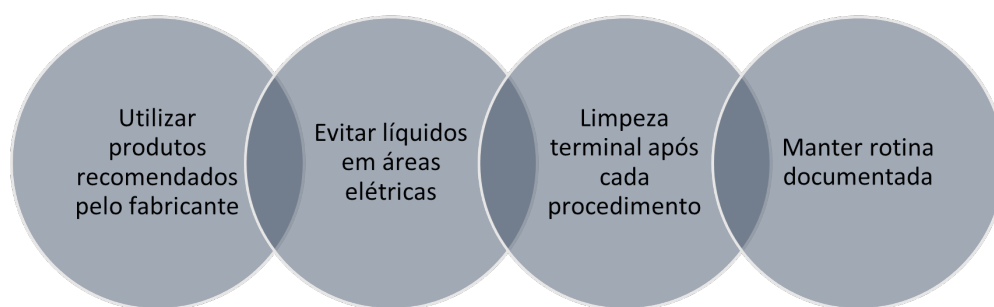 Utilizar
produtos
recomendados
pelo fabricante
Evitar líquidos
em áreas
elétricas
Limpeza
terminal após
cada
procedimento
Manter rotina
documentada